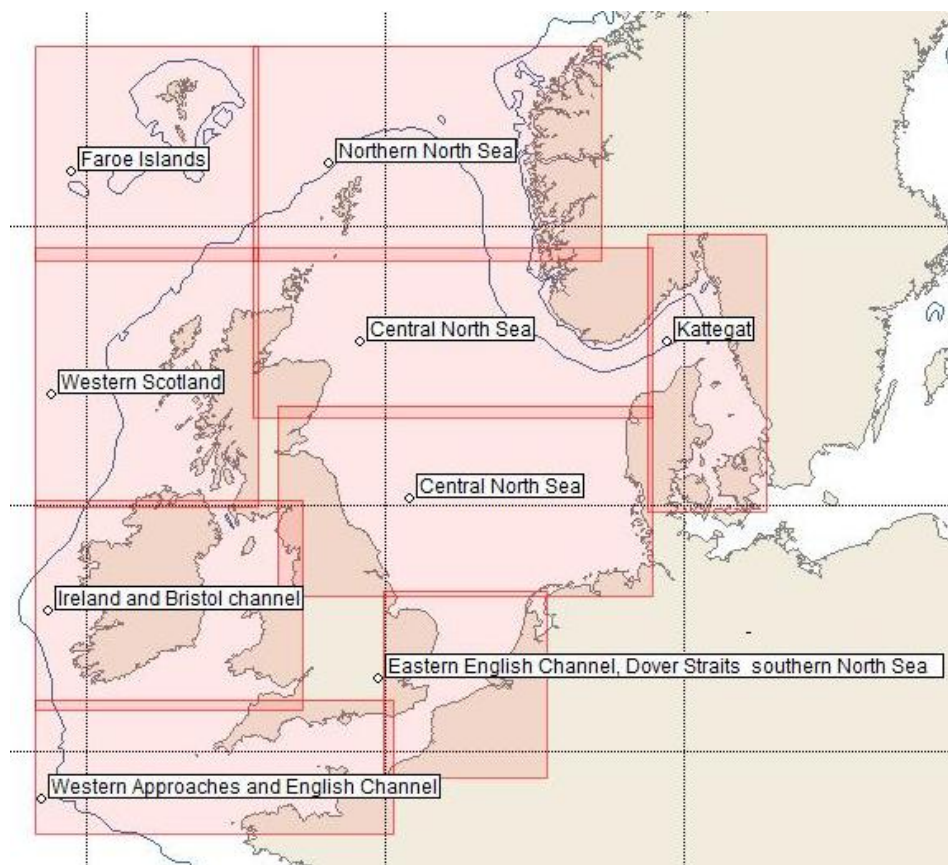 Faroe Islands
Northern North Sea
Central North Sea
Kattegat
Western Scotland
Central North Sea
Ireland and Bristol channel
Eastern English Channel, Dover Straits  southern North Sea
Western Approaches and English Channel